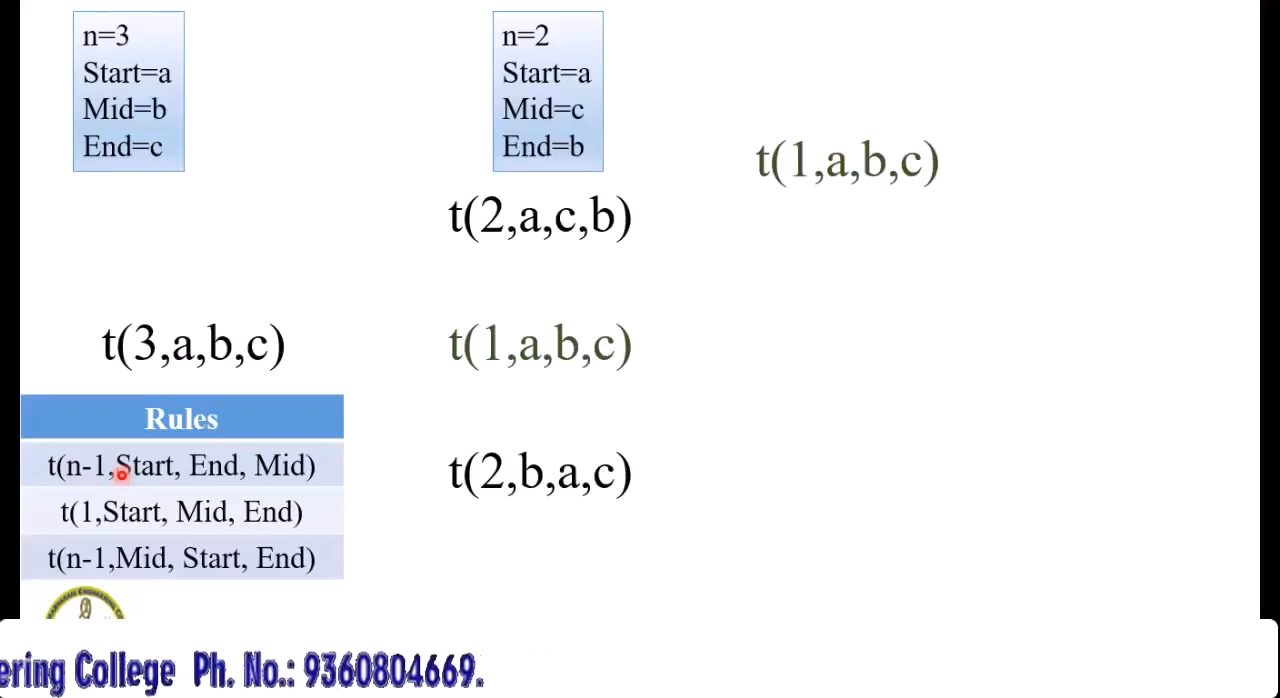 n=3
Start=a
Mid=b
End=c
n=2
Start=a
Mid=c
End=b
t(1,a,b,c)
t(2,a,c,b)
t(3,a,b,c)
t(1,a,b,c)
t(2,b,a,c)
Rules
t(n-1,Start, End, Mid)
t(1,Start, Mid, End)
t(n-1,Mid, Start, End)
ering College Ph. No.: 9360804669.